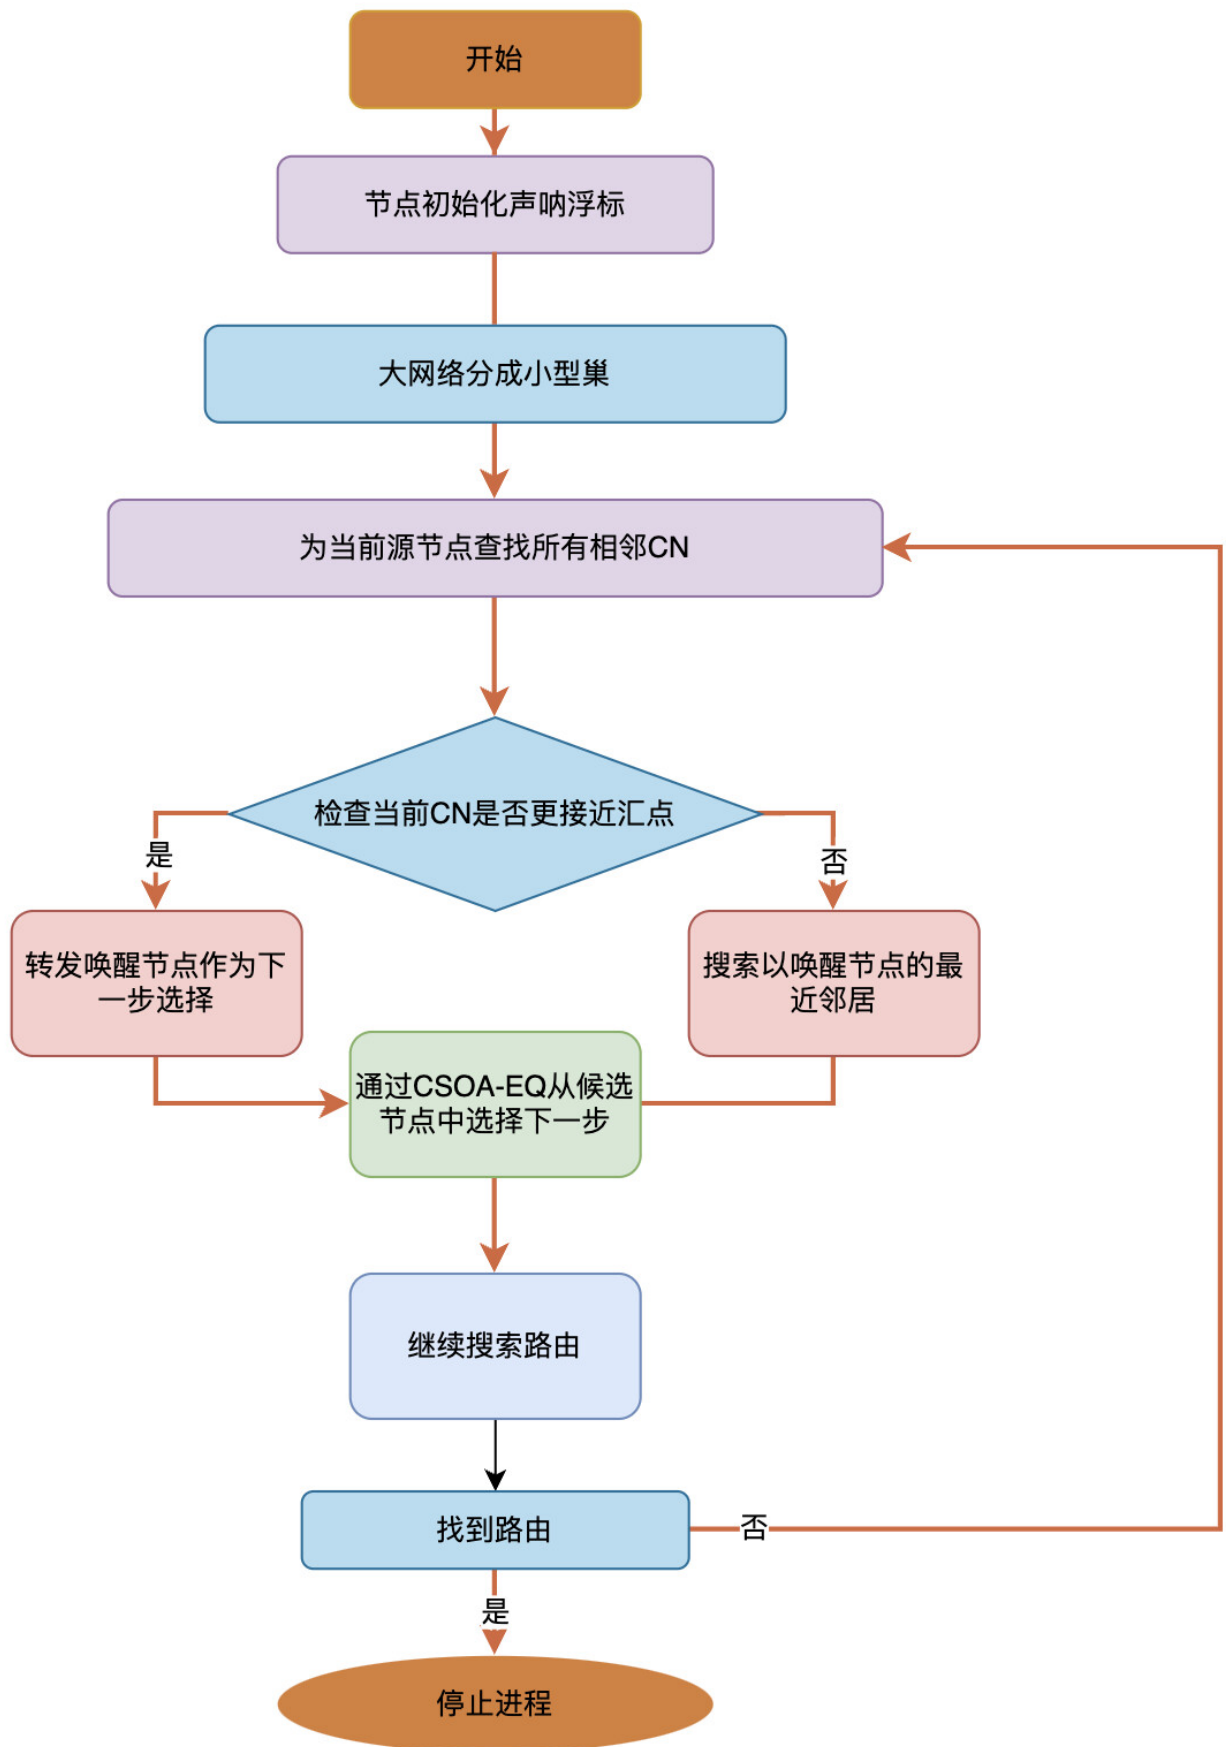 开始
节点初始化声呐浮标
大网络分成小型巢
为当前源节点查找所有相邻CN
检查当前CN是否更接近汇点
是
否
转发唤醒节点作为下
一步选择
搜索以唤醒节点的最
近邻居
通过CSOA-EQ从候选
节点中选择下一步
继续搜索路由
找到路由
否
是
停止进程